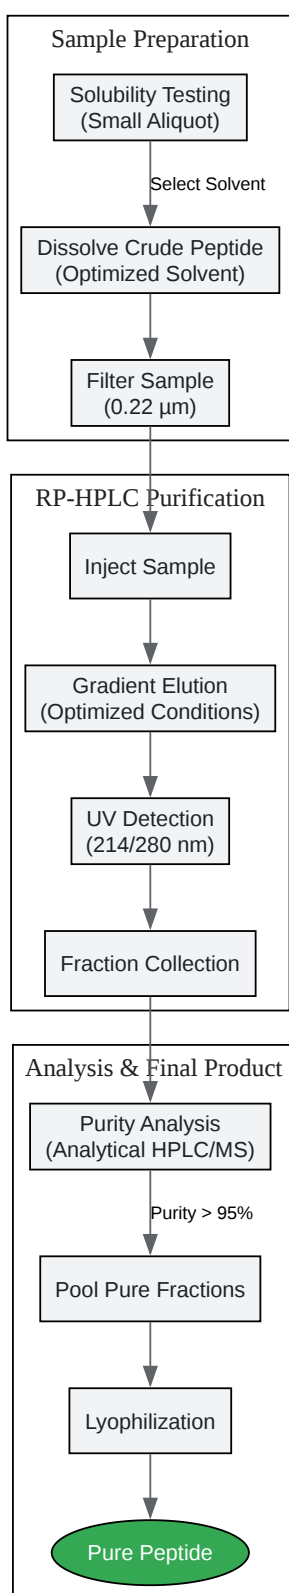 Sample Preparation
Solubility Testing
(Small Aliquot)
Select Solvent
Dissolve Crude Peptide
(Optimized Solvent)
Filter Sample
(0.22 µm)
RP-HPLC Purification
Inject Sample
Gradient Elution
(Optimized Conditions)
UV Detection
(214/280 nm)
Fraction Collection
Analysis & Final Product
Purity Analysis
(Analytical HPLC/MS)
Purity > 95%
Pool Pure Fractions
Lyophilization
Pure Peptide